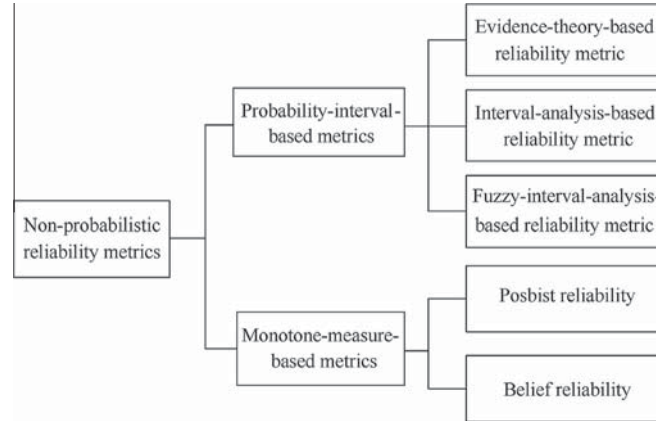 Evidence-theory-based
reliability metric
Probability-interval-
based metrics
Interval-analysis-based
reliability metric
Fuzzy-interval-analysis-
based reliability metric
Non-probabilistic
reliability metrics
Posbist reliability
Monotone-measure-
based metrics
Belief reliability